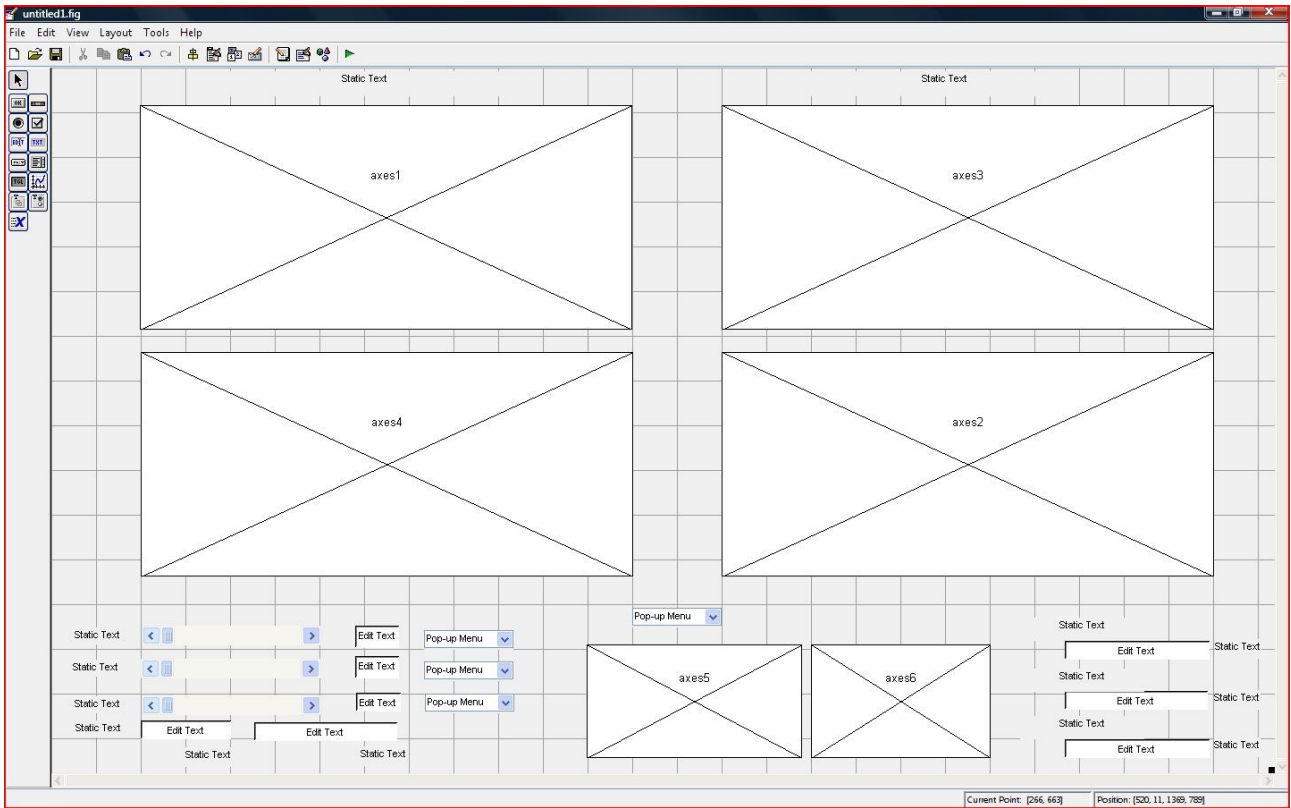 untitled1.fig
File Edit View Layout Tools Help
Static Text Static Text
axes1 axes3
axes4 axes2
Pop-up Menu
Static Text Edit Text Pop-up Menu Static Text
Edit Text Static Text
Static Text Edit Text Pop-up Menu axes5 axes6 Static Text
Static Text Edit Text Pop-up Menu Edit Text Static Text
Static Text Edit Text Edit Text Static Text
Static Text Static Text Edit Text Static Text
Current Point: [266, 663] Position: [520, 11, 1369, 789]